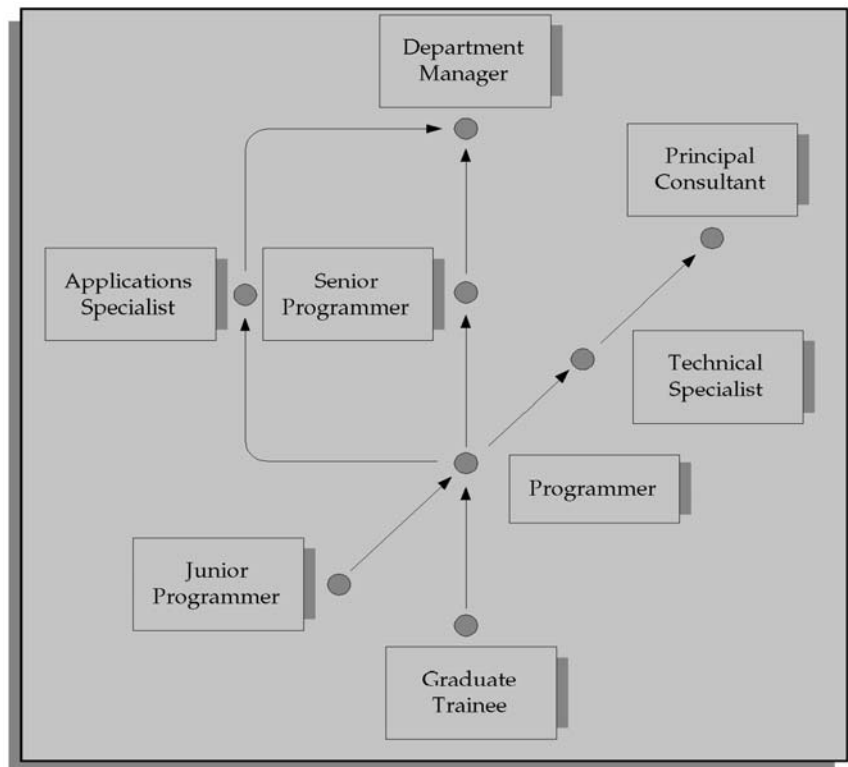 Department
Manager
Principal
Consultant
Applications
Specialist
Senior
Programmer
Technical
Specialist
Programmer
Junior
Programmer
Graduate
Trainee